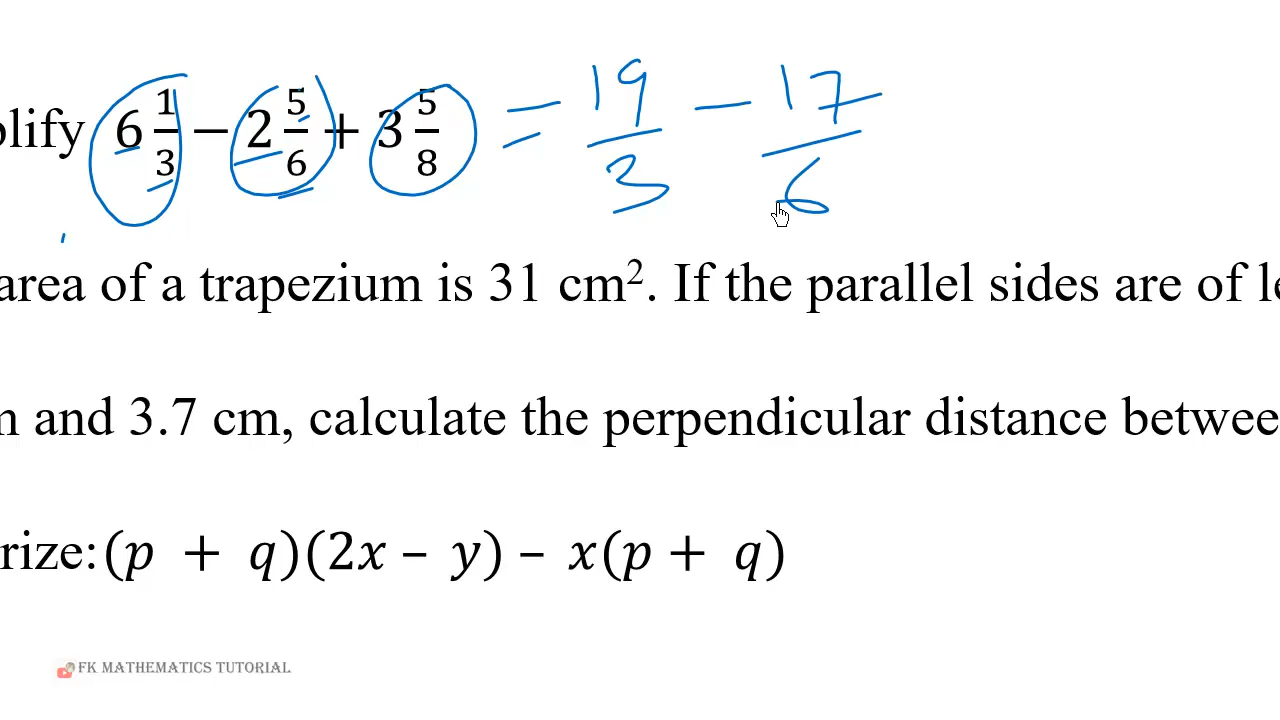 plify 6 1/3 − 2 5/6 + 3 5/8 = 19/3 − 17/6
area of a trapezium is 31 cm². If the parallel sides are of le
m and 3.7 cm, calculate the perpendicular distance betwee
rize: (p + q)(2x – y) – x(p + q)
FK MATHEMATICS TUTORIAL